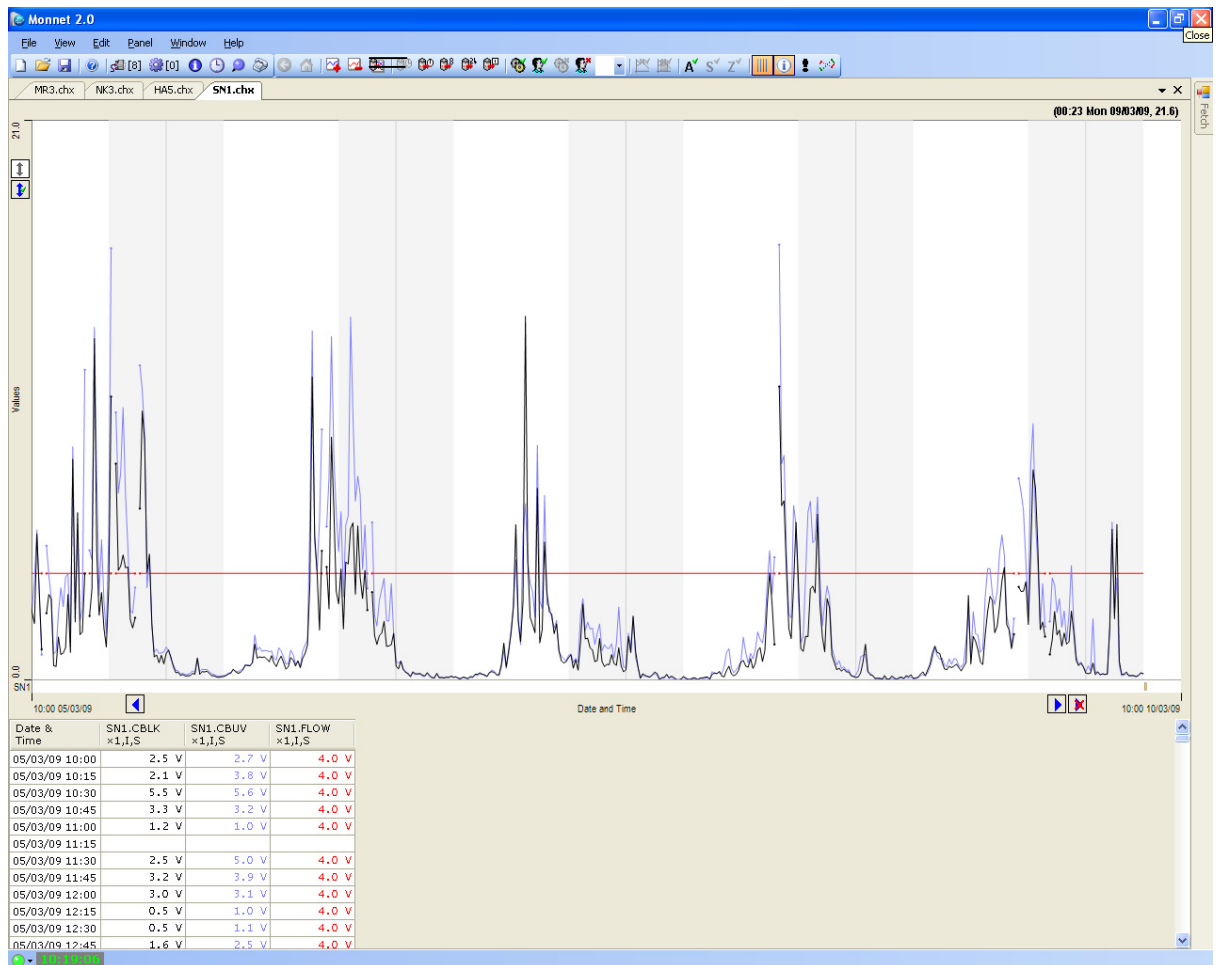 Monnet 2.0
Close
File View Edit Panel Window Help
[8] [0] A S Z
MR3.chx NK3.chx HA5.chx SN1.chx
Fetch
(00:23 Mon 09/03/09, 21.6)
21.0
Values
0.0
SN1
10:00 05/03/09 Date and Time 10:00 10/03/09
Date & Time SN1.CBLK ×1,I,S SN1.CBUV ×1,I,S SN1.FLOW ×1,I,S
05/03/09 10:00 2.5 V 2.7 V 4.0 V
05/03/09 10:15 2.1 V 3.8 V 4.0 V
05/03/09 10:30 5.5 V 5.6 V 4.0 V
05/03/09 10:45 3.3 V 3.2 V 4.0 V
05/03/09 11:00 1.2 V 1.0 V 4.0 V
05/03/09 11:15
05/03/09 11:30 2.5 V 5.0 V 4.0 V
05/03/09 11:45 3.2 V 3.9 V 4.0 V
05/03/09 12:00 3.0 V 3.1 V 4.0 V
05/03/09 12:15 0.5 V 1.0 V 4.0 V
05/03/09 12:30 0.5 V 1.1 V 4.0 V
05/03/09 12:45 1.6 V 2.5 V 4.0 V
10:19:06